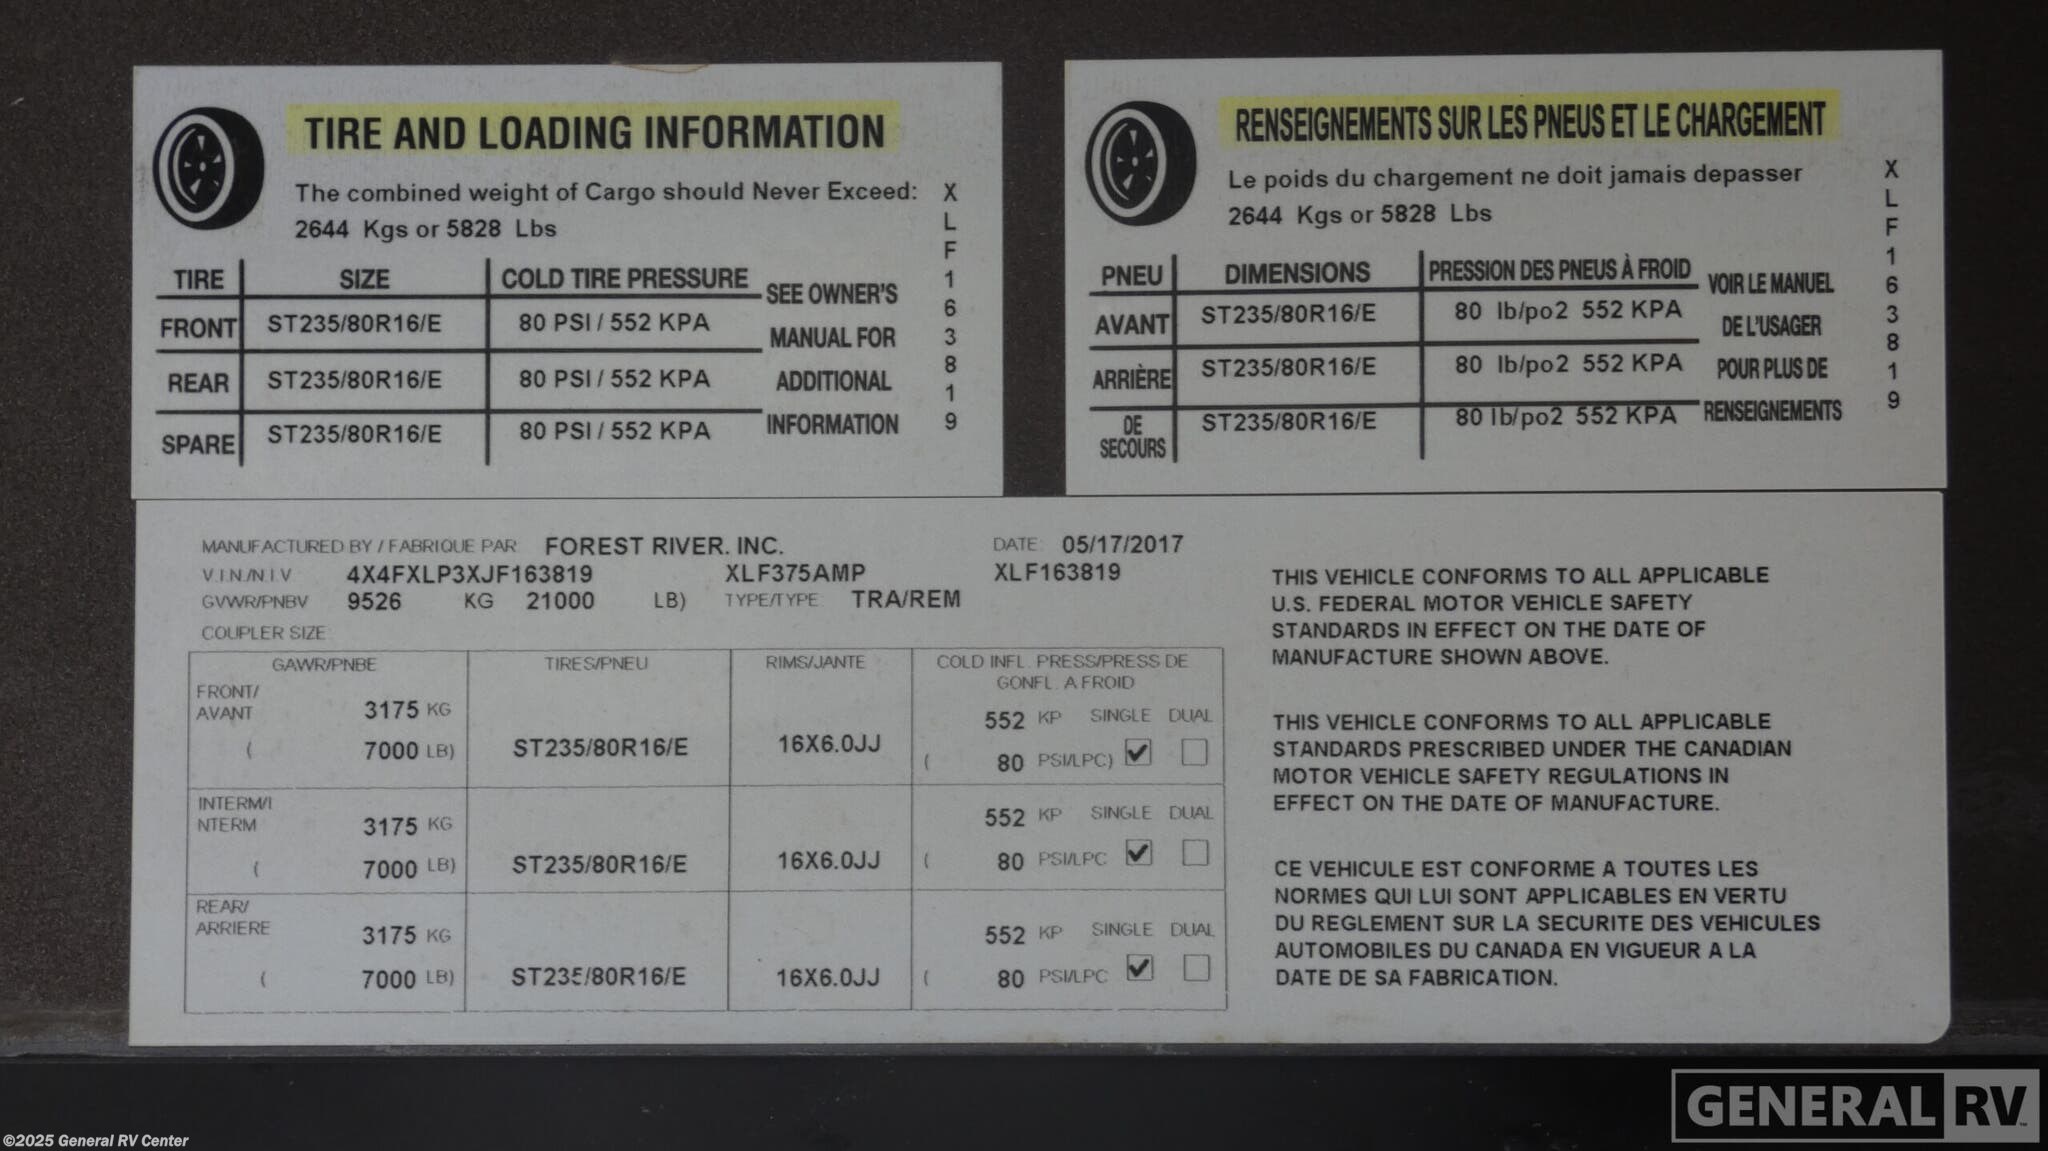 TIRE AND LOADING INFORMATION
The combined weight of Cargo should Never Exceed:
2644 Kgs or 5828 Lbs
TIRE SIZE COLD TIRE PRESSURE
FRONT ST235/80R16/E 80 PSI / 552 KPA
REAR ST235/80R16/E 80 PSI / 552 KPA
SPARE ST235/80R16/E 80 PSI / 552 KPA
SEE OWNER'S
MANUAL FOR
ADDITIONAL
INFORMATION
XLF163819
RENSEIGNEMENTS SUR LES PNEUS ET LE CHARGEMENT
Le poids du chargement ne doit jamais depasser
2644 Kgs or 5828 Lbs
PNEU DIMENSIONS PRESSION DES PNEUS À FROID
AVANT ST235/80R16/E 80 lb/po2 552 KPA
ARRIÈRE ST235/80R16/E 80 lb/po2 552 KPA
DE SECOURS ST235/80R16/E 80 lb/po2 552 KPA
VOIR LE MANUEL
DE L'USAGER
POUR PLUS DE
RENSEIGNEMENTS
XLF163819
MANUFACTURED BY / FABRIQUE PAR FOREST RIVER. INC. DATE: 05/17/2017
V.I.N./N.I.V 4X4FXLP3XJF163819 XLF375AMP XLF163819
GVWR/PNBV 9526 KG 21000 LB) TYPE/TYPE: TRA/REM
COUPLER SIZE:
GAWR/PNBE TIRES/PNEU RIMS/JANTE COLD INFL. PRESS/PRESS DE
GONFL. A FROID
FRONT/
AVANT 3175 KG 552 KP SINGLE DUAL
( 7000 LB) ST235/80R16/E 16X6.0JJ ( 80 PSI/LPC) ✔
INTERM/I
NTERM 3175 KG 552 KP SINGLE DUAL
( 7000 LB) ST235/80R16/E 16X6.0JJ ( 80 PSI/LPC ✔
REAR/
ARRIERE 3175 KG 552 KP SINGLE DUAL
( 7000 LB) ST235/80R16/E 16X6.0JJ ( 80 PSI/LPC ✔
THIS VEHICLE CONFORMS TO ALL APPLICABLE
U.S. FEDERAL MOTOR VEHICLE SAFETY
STANDARDS IN EFFECT ON THE DATE OF
MANUFACTURE SHOWN ABOVE.
THIS VEHICLE CONFORMS TO ALL APPLICABLE
STANDARDS PRESCRIBED UNDER THE CANADIAN
MOTOR VEHICLE SAFETY REGULATIONS IN
EFFECT ON THE DATE OF MANUFACTURE.
CE VEHICULE EST CONFORME A TOUTES LES
NORMES QUI LUI SONT APPLICABLES EN VERTU
DU REGLEMENT SUR LA SECURITE DES VEHICULES
AUTOMOBILES DU CANADA EN VIGUEUR A LA
DATE DE SA FABRICATION.
GENERAL RV
©2025 General RV Center